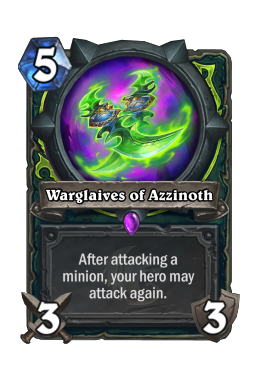 5
Warglaives of Azzinoth
After attacking a
minion, your hero may
attack again.
3 3